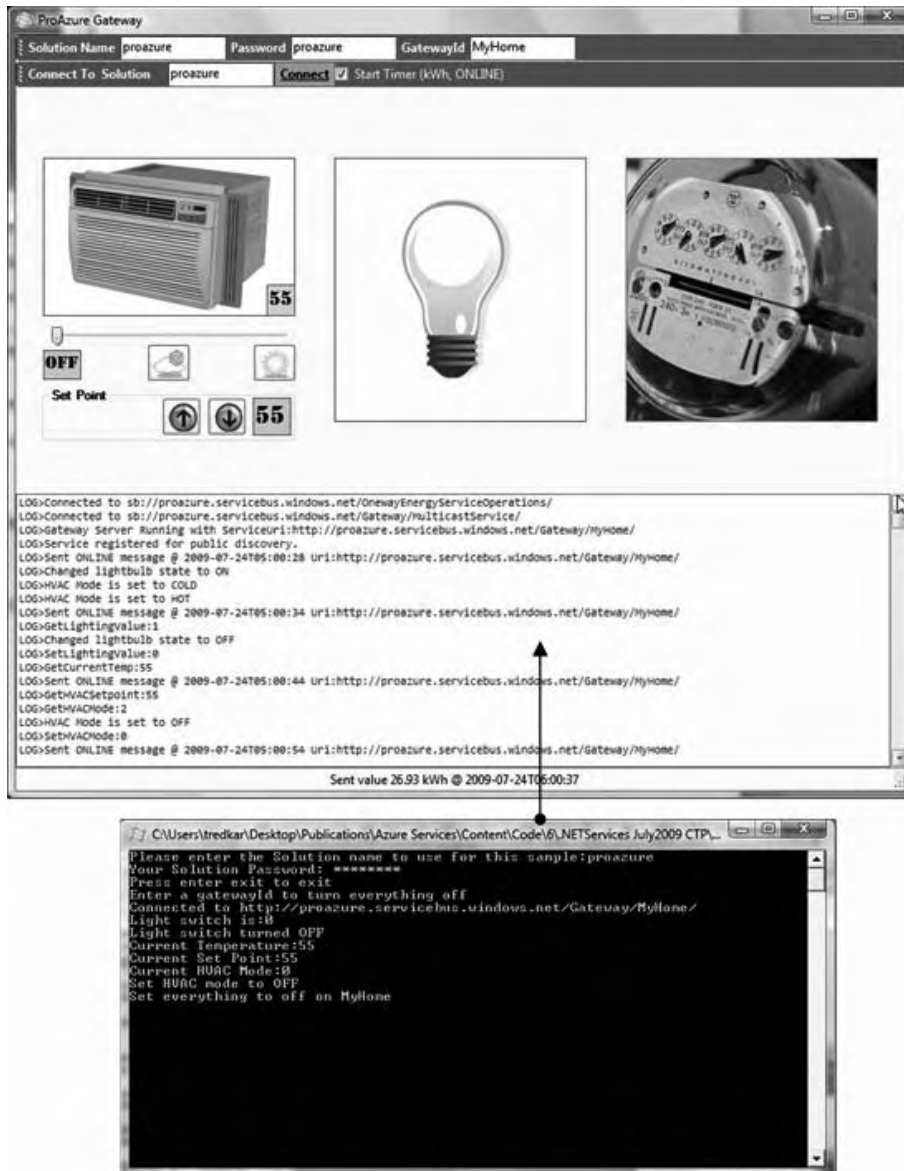 ProAzure Gateway
Solution Name proazure Password proazure GatewayId MyHome
Connect To Solution proazure Connect Start Timer (kWh, ONLINE)
55
OFF
Set Point
55
LOG>Connected to sb://proazure.servicebus.windows.net/OnewayEnergyServiceOperations/
LOG>Connected to sb://proazure.servicebus.windows.net/Gateway/MulticastService/
LOG>Gateway Server Running with ServiceUri:http://proazure.servicebus.windows.net/Gateway/MyHome/
LOG>Service registered for public discovery.
LOG>Sent ONLINE message @ 2009-07-24T05:00:28 Uri:http://proazure.servicebus.windows.net/Gateway/MyHome/
LOG>Changed lightbulb state to ON
LOG>HVAC Mode is set to COLD
LOG>HVAC Mode is set to HOT
LOG>Sent ONLINE message @ 2009-07-24T05:00:34 Uri:http://proazure.servicebus.windows.net/Gateway/MyHome/
LOG>GetLightingValue:1
LOG>Changed lightbulb state to OFF
LOG>SetLightingValue:0
LOG>GetCurrentTemp:55
LOG>Sent ONLINE message @ 2009-07-24T05:00:44 Uri:http://proazure.servicebus.windows.net/Gateway/MyHome/
LOG>GetHVACSetpoint:55
LOG>GetHVACMode:2
LOG>HVAC Mode is set to OFF
LOG>SetHVACMode:0
LOG>Sent ONLINE message @ 2009-07-24T05:00:54 Uri:http://proazure.servicebus.windows.net/Gateway/MyHome/
Sent value 26.93 kWh @ 2009-07-24T06:00:37
C:\Users\tredkar\Desktop\Publications\Azure Services\Content\Code\6\.NETServices July2009 CTP\...
Please enter the Solution name to use for this sample:proazure
Your Solution Password: ********
Press enter exit to exit
Enter a gatewayId to turn everything off
Connected to http://proazure.servicebus.windows.net/Gateway/MyHome/
Light switch is:0
Light switch turned OFF
Current Temperature:55
Current Set Point:55
Current HVAC Mode:0
Set HVAC mode to OFF
Set everything to off on MyHome